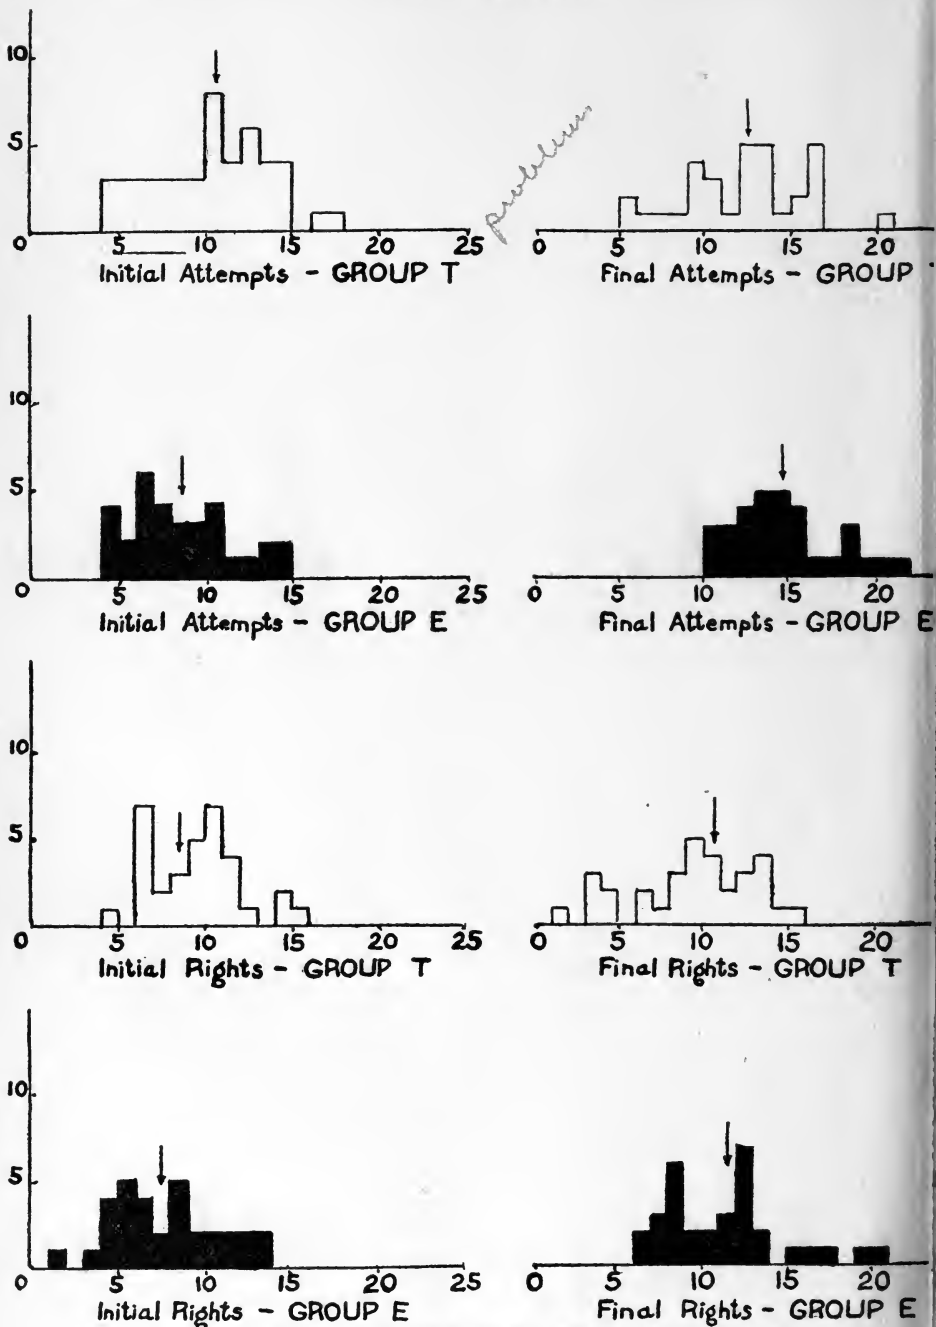 10
5
0 5 10 15 20 25
Initial Attempts - GROUP T
problem
0 5 10 15 20
Final Attempts - GROUP
10
5
0 5 10 15 20 25
Initial Attempts - GROUP E
0 5 10 15 20
Final Attempts - GROUP E
10
5
0 5 10 15 20 25
Initial Rights - GROUP T
0 5 10 15 20
Final Rights - GROUP T
10
5
0 5 10 15 20 25
Initial Rights - GROUP E
0 5 10 15 20
Final Rights - GROUP E